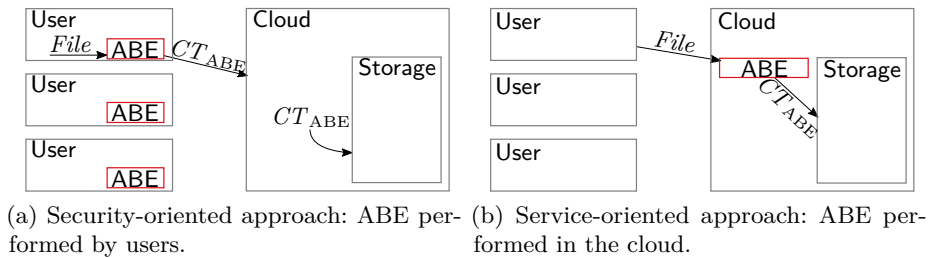 User
File
ABE
CT_ABE
User
ABE
User
ABE
Cloud
Storage
CT_ABE
(a) Security-oriented approach: ABE per-
formed by users.
User
User
User
File
Cloud
ABE
Storage
CT_ABE
(b) Service-oriented approach: ABE per-
formed in the cloud.